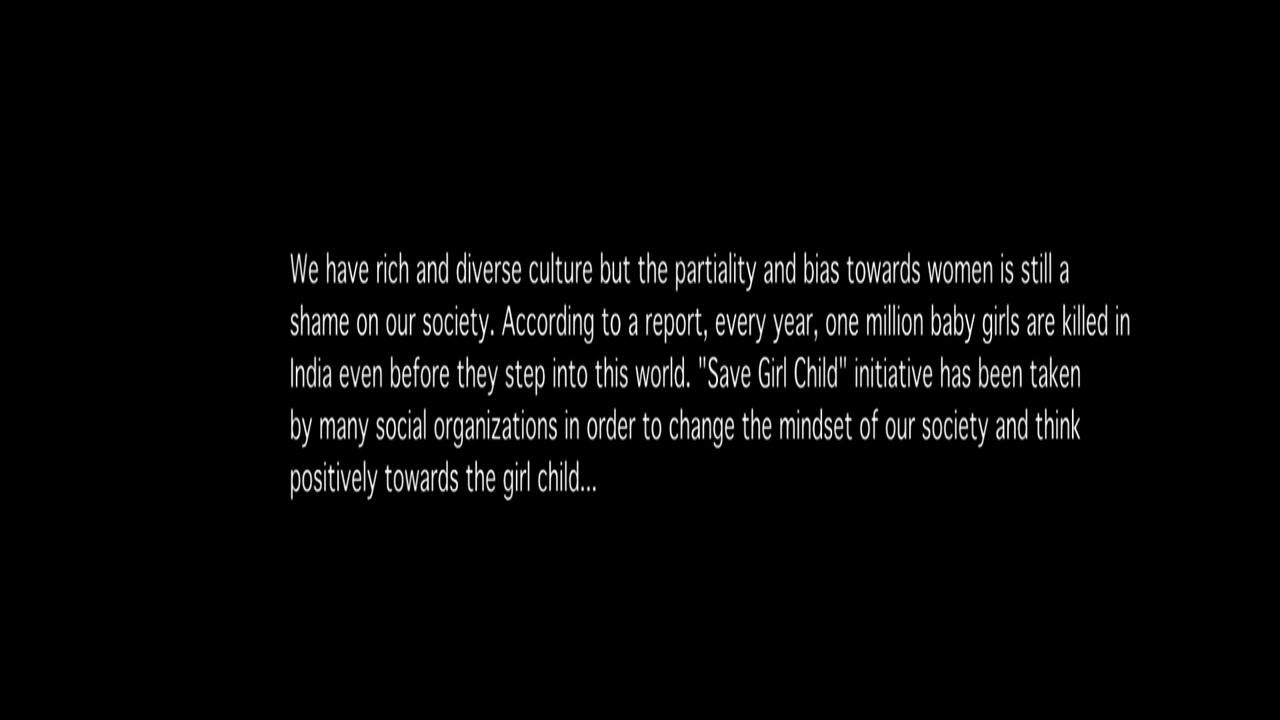 We have rich and diverse culture but the partiality and bias towards women is still a
shame on our society. According to a report, every year, one million baby girls are killed in
India even before they step into this world. "Save Girl Child" initiative has been taken
by many social organizations in order to change the mindset of our society and think
positively towards the girl child...